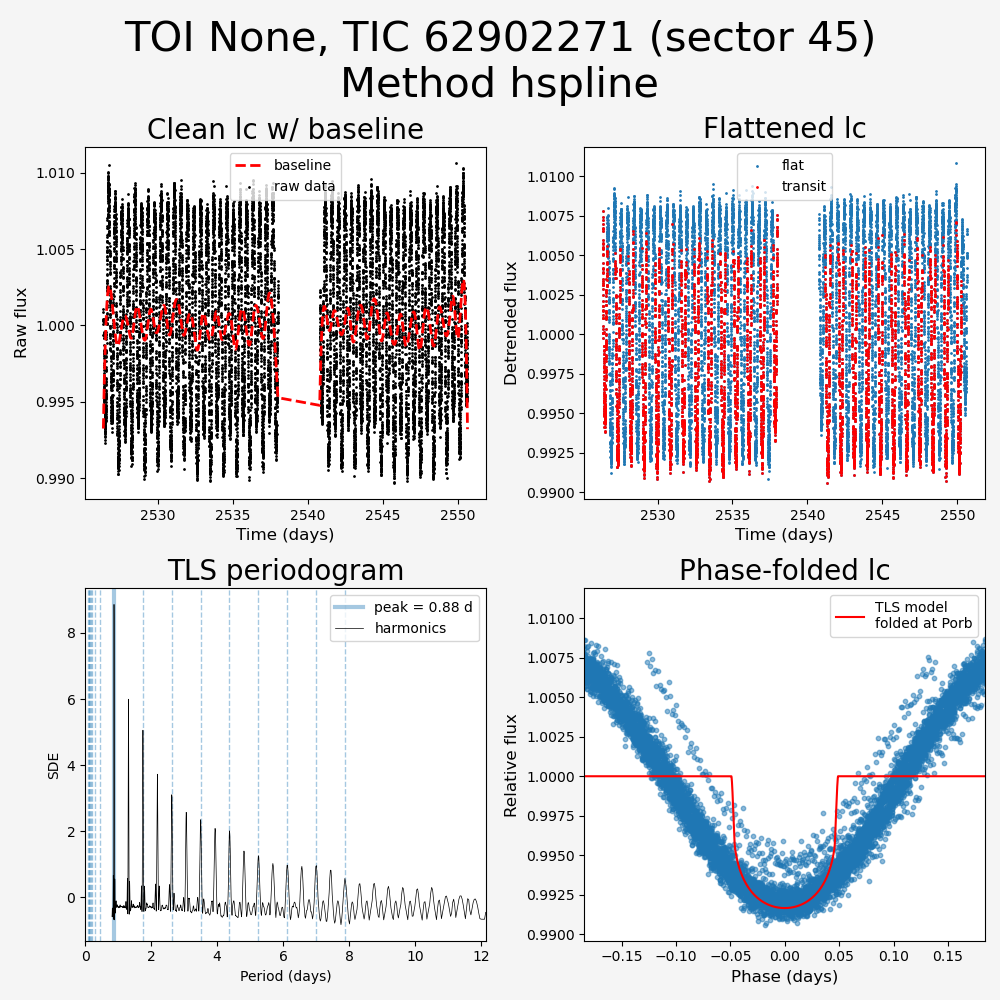 TOI None, TIC 62902271 (sector 45)
Method hspline
Clean lc w/ baseline
Flattened lc
baseline
raw data
flat
transit
1.010
1.005
1.000
0.995
0.990
Raw flux
2530 2535 2540 2545 2550
Time (days)
1.0100
1.0075
1.0050
1.0025
1.0000
0.9975
0.9950
0.9925
0.9900
Detrended flux
2530 2535 2540 2545 2550
Time (days)
TLS periodogram
Phase-folded lc
peak = 0.88 d
harmonics
8
6
4
2
0
SDE
0 2 4 6 8 10 12
Period (days)
TLS model
folded at Porb
1.0100
1.0075
1.0050
1.0025
1.0000
0.9975
0.9950
0.9925
0.9900
Relative flux
−0.15 −0.10 −0.05 0.00 0.05 0.10 0.15
Phase (days)